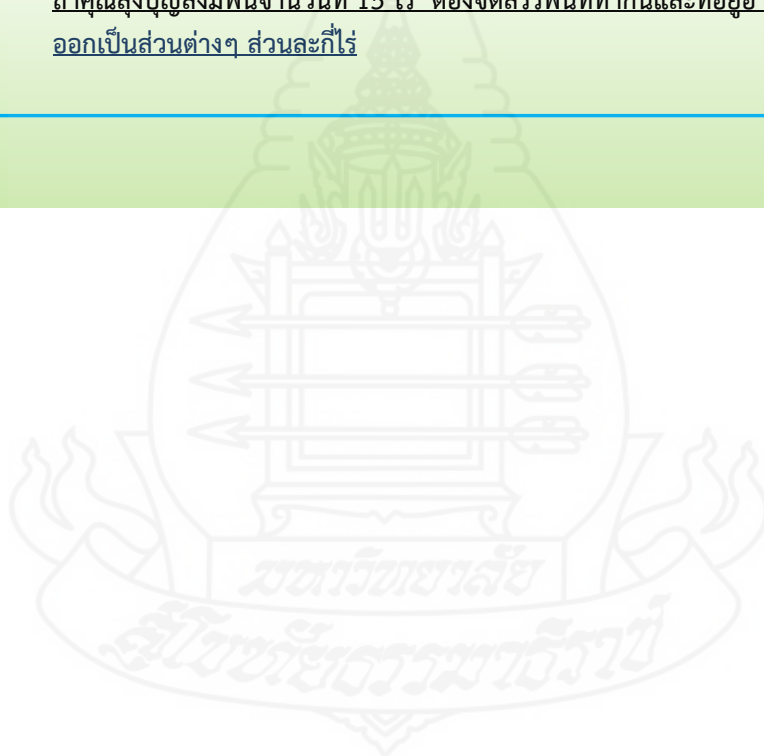 ถ้าคุณลุงบุญส่งมีพื้นจำนวนที่ 15 ไร่ ต้องจัดสรรพื้นที่ทำกินและที่อยู่อ
ออกเป็นส่วนต่างๆ ส่วนละกี่ไร่
มหาวิทยาลัย
สุโขทัยธรรมาธิราช